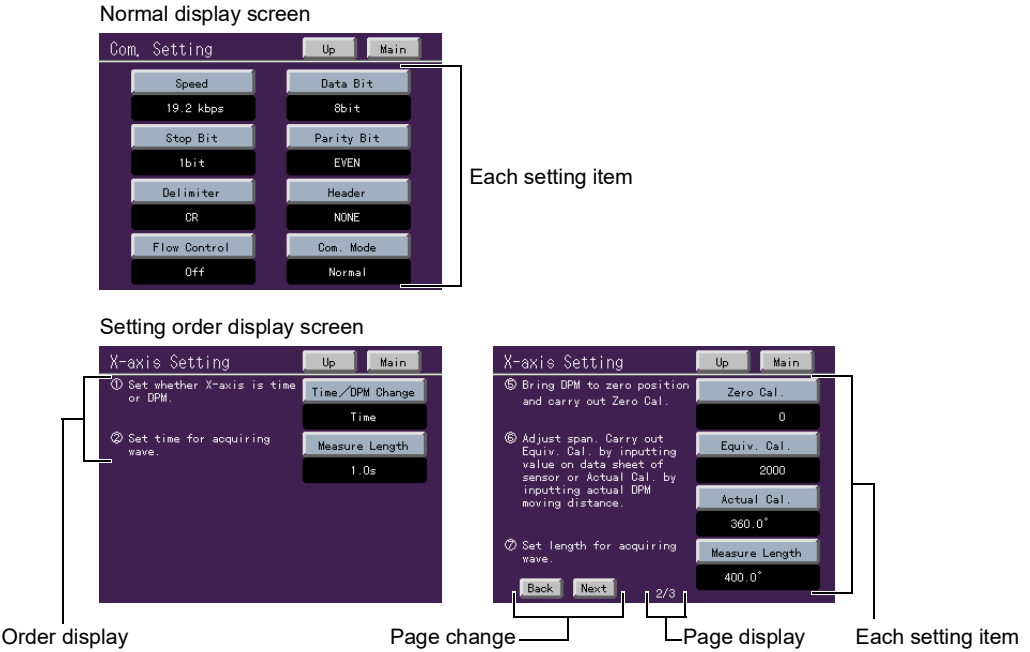 Normal display screen
Com. Setting
Up
Main
Speed
Data Bit
19.2 kbps
8bit
Stop Bit
Parity Bit
1bit
EVEN
Each setting item
Delimiter
Header
CR
NONE
Flow Control
Com. Mode
Off
Normal
Setting order display screen
X-axis Setting
Up
Main
① Set whether X-axis is time
or DPM.
Time/DPM Change
Time
② Set time for acquiring
wave.
Measure Length
1.0s
X-axis Setting
Up
Main
⑤ Bring DPM to zero position
and carry out Zero Cal.
Zero Cal.
0
⑥ Adjust span. Carry out
Equiv. Cal. by inputting
value on data sheet of
sensor or Actual Cal. by
inputting actual DPM
moving distance.
Equiv. Cal.
2000
Actual Cal.
360.0°
⑦ Set length for acquiring
wave.
Measure Length
400.0°
Back
Next
2/3
Order display
Page change
Page display
Each setting item